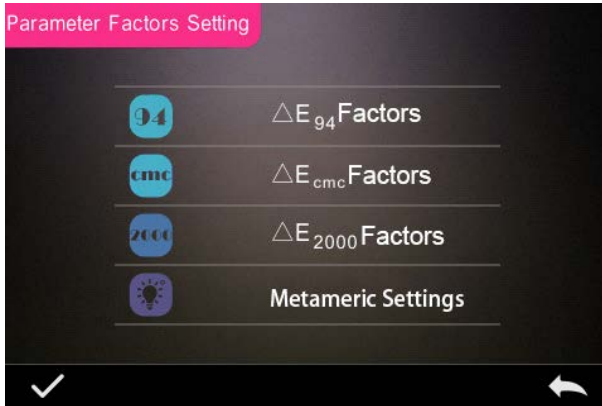 Parameter Factors Setting
94 △E94Factors
cmc △EcmcFactors
2000 △E2000Factors
Metameric Settings